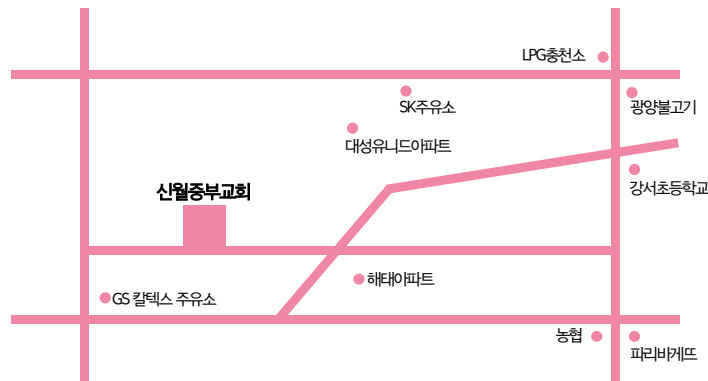 LPG충천소
SK주유소
광양불고기
대성유니드아파트
강서초등학교
신월중부교회
해태아파트
GS 칼텍스 주유소
농협
파리바게뜨